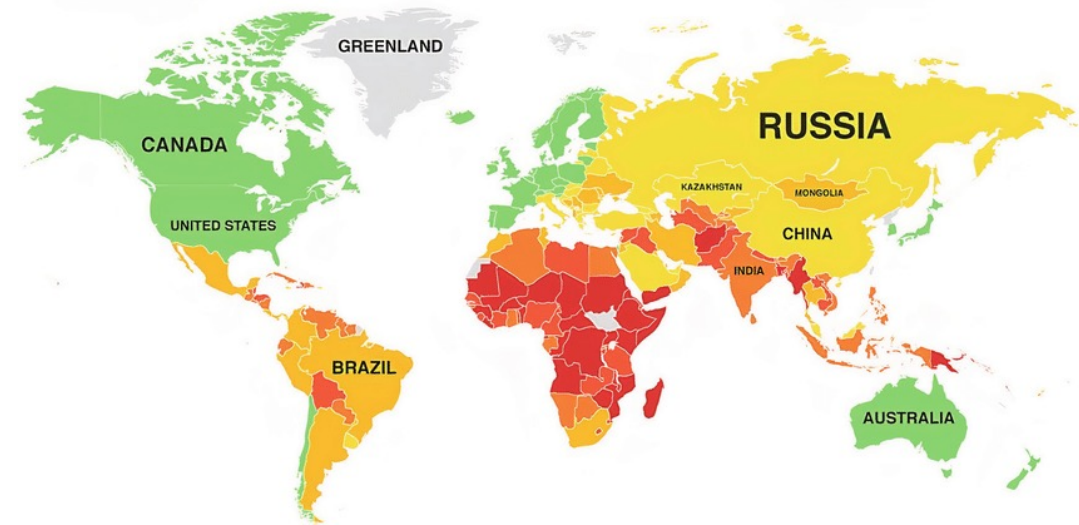 GREENLAND
CANADA
RUSSIA
KAZAKHSTAN
MONGOLIA
UNITED STATES
CHINA
INDIA
BRAZIL
AUSTRALIA